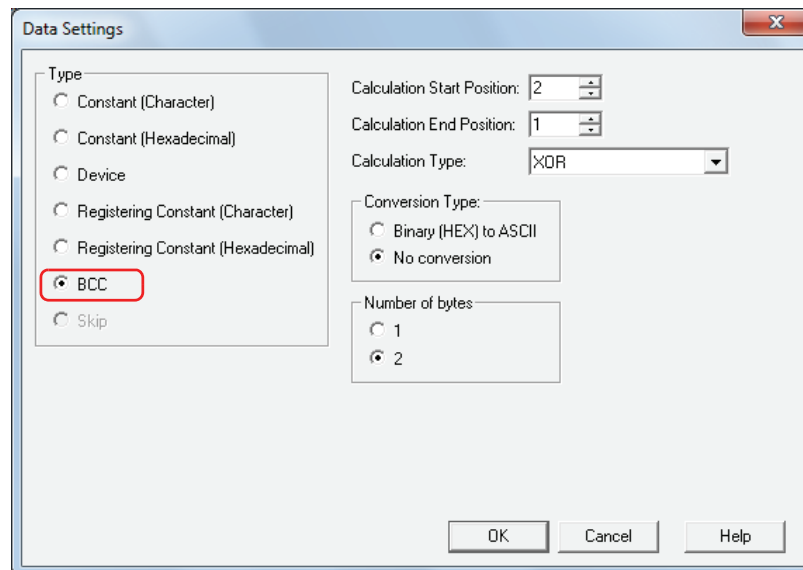 Data Settings
Type
Constant (Character)
Constant (Hexadecimal)
Device
Registering Constant (Character)
Registering Constant (Hexadecimal)
BCC
Skip
Calculation Start Position: 2
Calculation End Position: 1
Calculation Type: XOR
Conversion Type:
Binary (HEX) to ASCII
No conversion
Number of bytes
1
2
OK Cancel Help